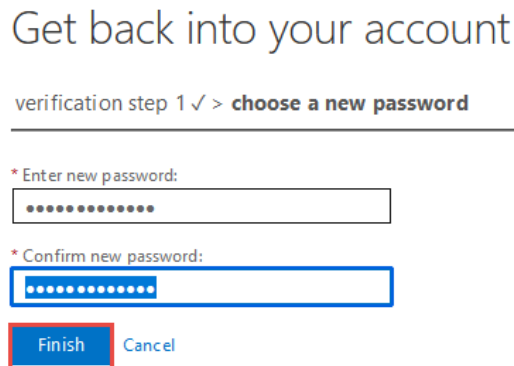 Get back into your account
verification step 1 ✓ > choose a new password
* Enter new password:
•••••••••••••
* Confirm new password:
•••••••••••••
Finish Cancel